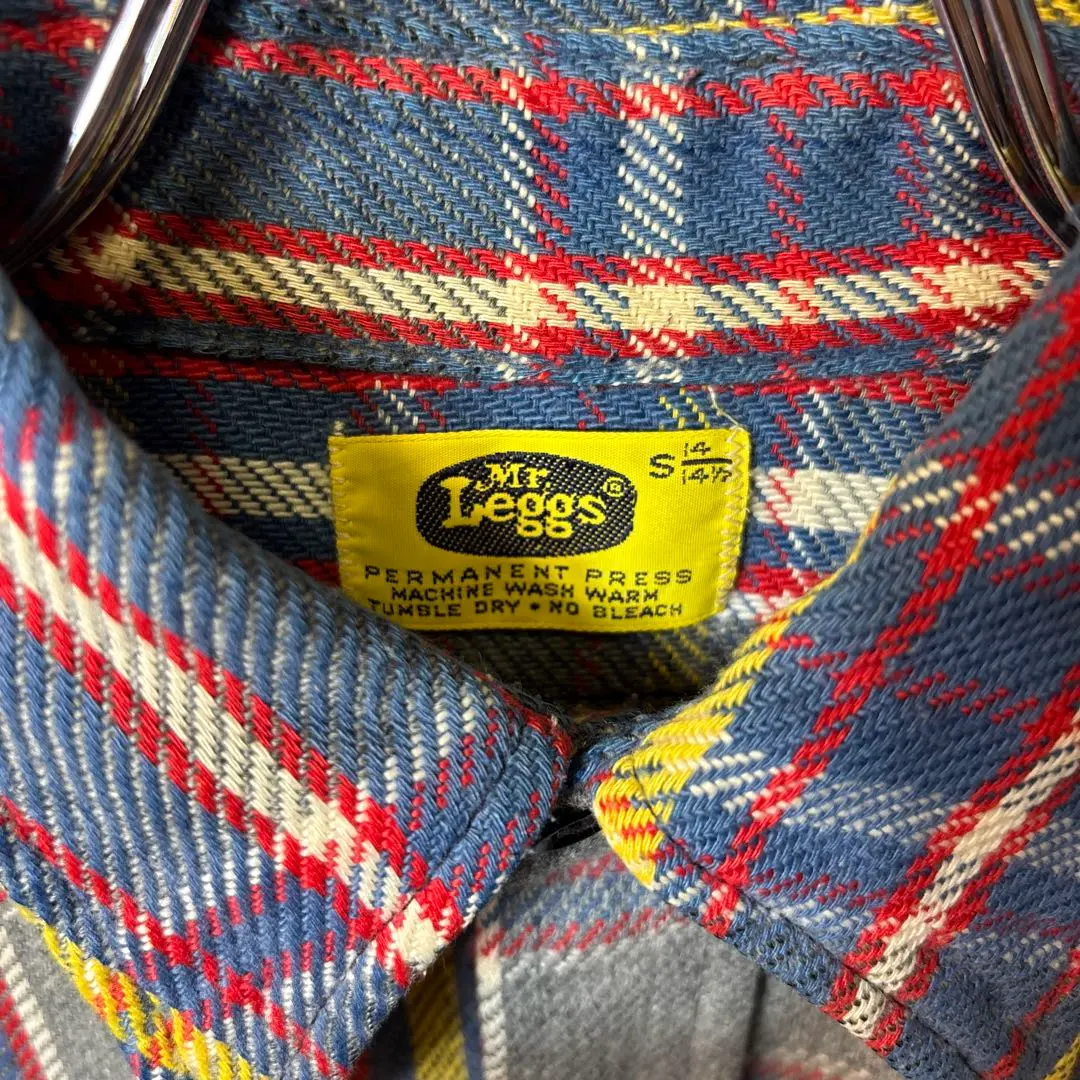 Mr.
Leggs®
S 14/14½
PERMANENT PRESS
MACHINE WASH WARM
TUMBLE DRY • NO BLEACH